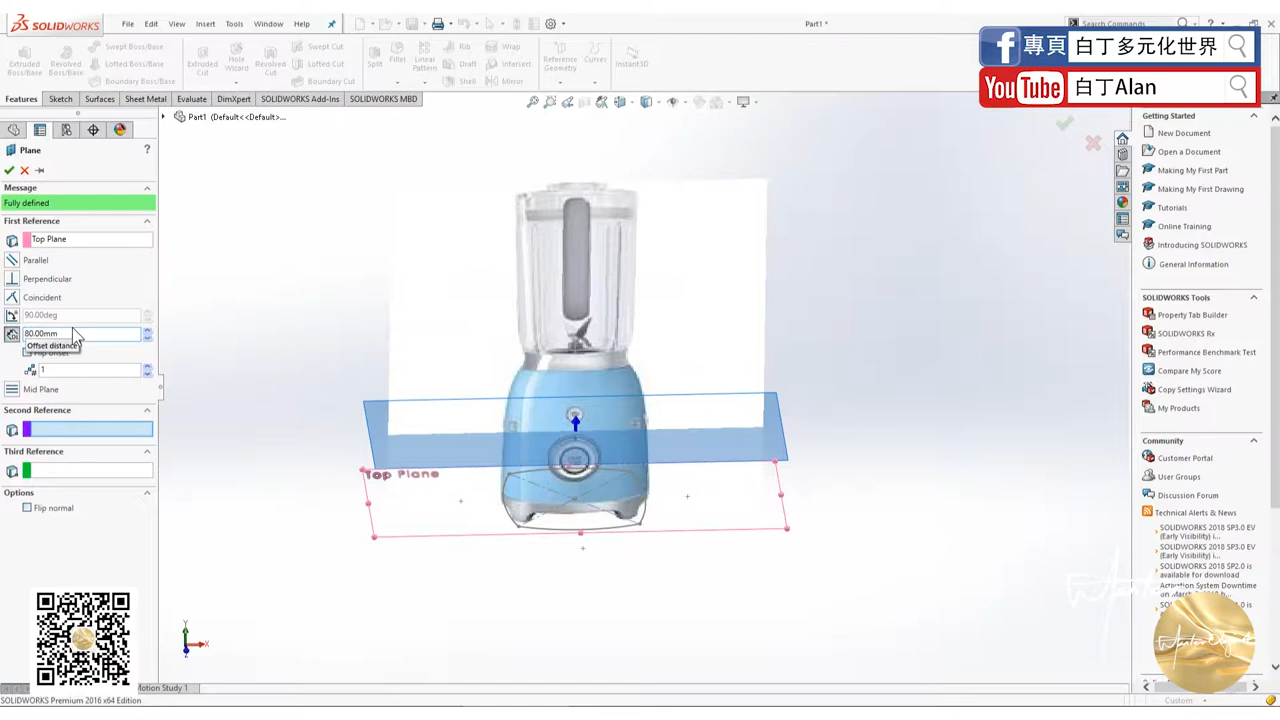 SOLIDWORKS
File
Edit
View
Insert
Tools
Window
Help
Part1 *
Search Commands
專頁
白丁多元化世界
YouTube
白丁Alan
Extruded Boss/Base
Revolved Boss/Base
Swept Boss/Base
Lofted Boss/Base
Boundary Boss/Base
Extruded Cut
Hole Wizard
Revolved Cut
Swept Cut
Lofted Cut
Boundary Cut
Split
Fillet
Linear Pattern
Rib
Draft
Shell
Wrap
Intersect
Mirror
Reference Geometry
Curves
Instant3D
Features
Sketch
Surfaces
Sheet Metal
Evaluate
DimXpert
SOLIDWORKS Add-Ins
SOLIDWORKS MBD
Part1 (Default<<Default>...
Plane
?
Message
Fully defined
First Reference
Top Plane
Parallel
Perpendicular
Coincident
90.00deg
80.00mm
Offset distance
1
Mid Plane
Second Reference
Third Reference
Options
Flip normal
Top Plane
Y
X
Z
Getting Started
New Document
Open a Document
Making My First Part
Making My First Drawing
Tutorials
Online Training
Introducing SOLIDWORKS
General Information
SOLIDWORKS Tools
Property Tab Builder
SOLIDWORKS Rx
Performance Benchmark Test
Compare My Score
Copy Settings Wizard
My Products
Community
Customer Portal
User Groups
Discussion Forum
Technical Alerts & News
SOLIDWORKS 2018 SP3.0 EV
(Early Visibility) i...
SOLIDWORKS 2018 SP3.0 EV
(Early Visibility) i...
SOLIDWORKS 2018 SP2.0 is
available for download
Activation System Downtime
Motion Study 1
SOLIDWORKS Premium 2016 x64 Edition
Custom